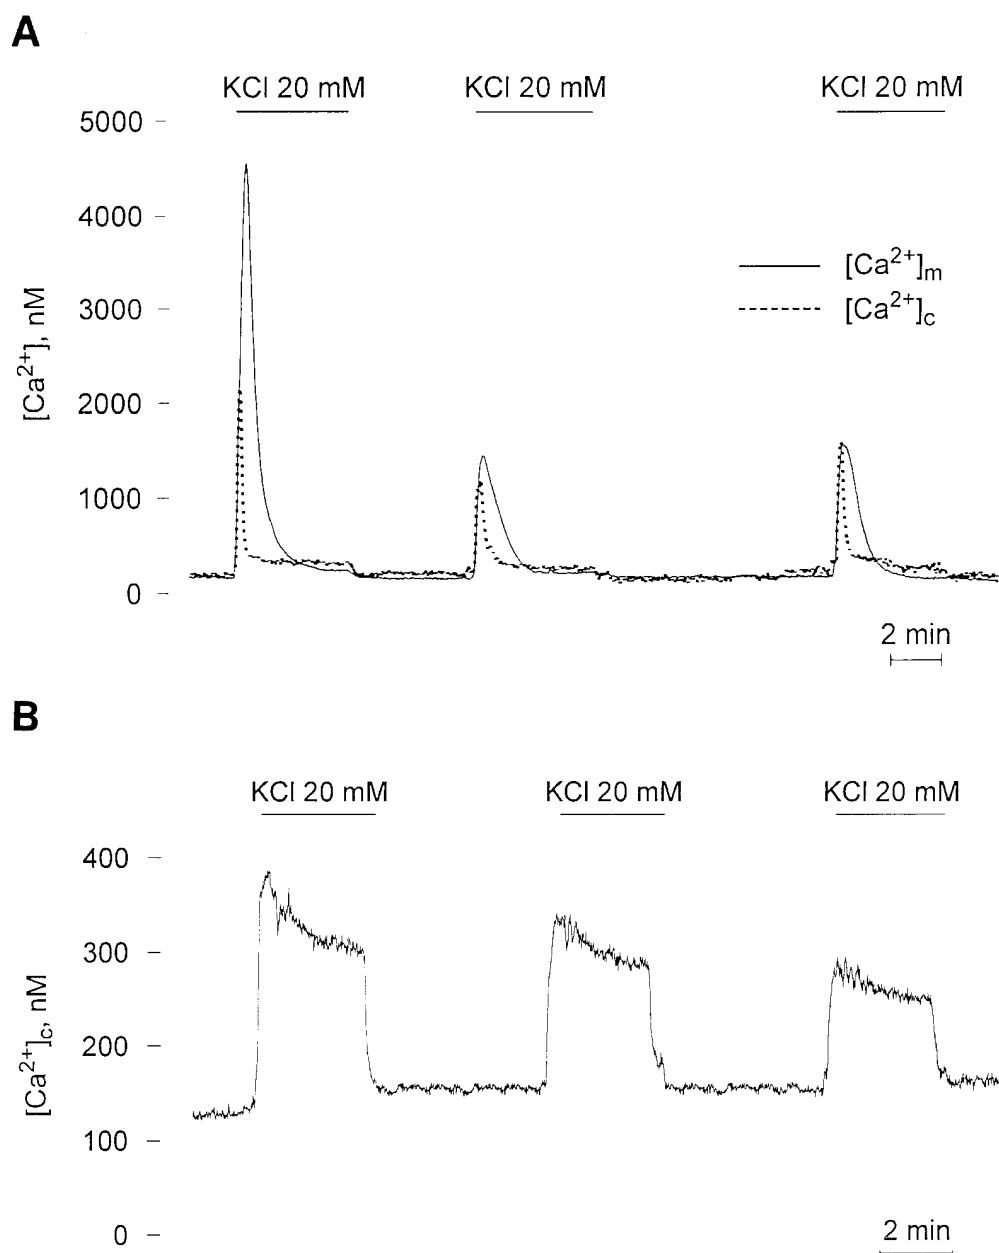 A
KCl 20 mM KCl 20 mM KCl 20 mM
5000
4000
3000
2000
1000
0
[Ca2+], nM
[Ca2+]m
[Ca2+]c
2 min
B
KCl 20 mM KCl 20 mM KCl 20 mM
400
300
200
100
0
[Ca2+]c, nM
2 min